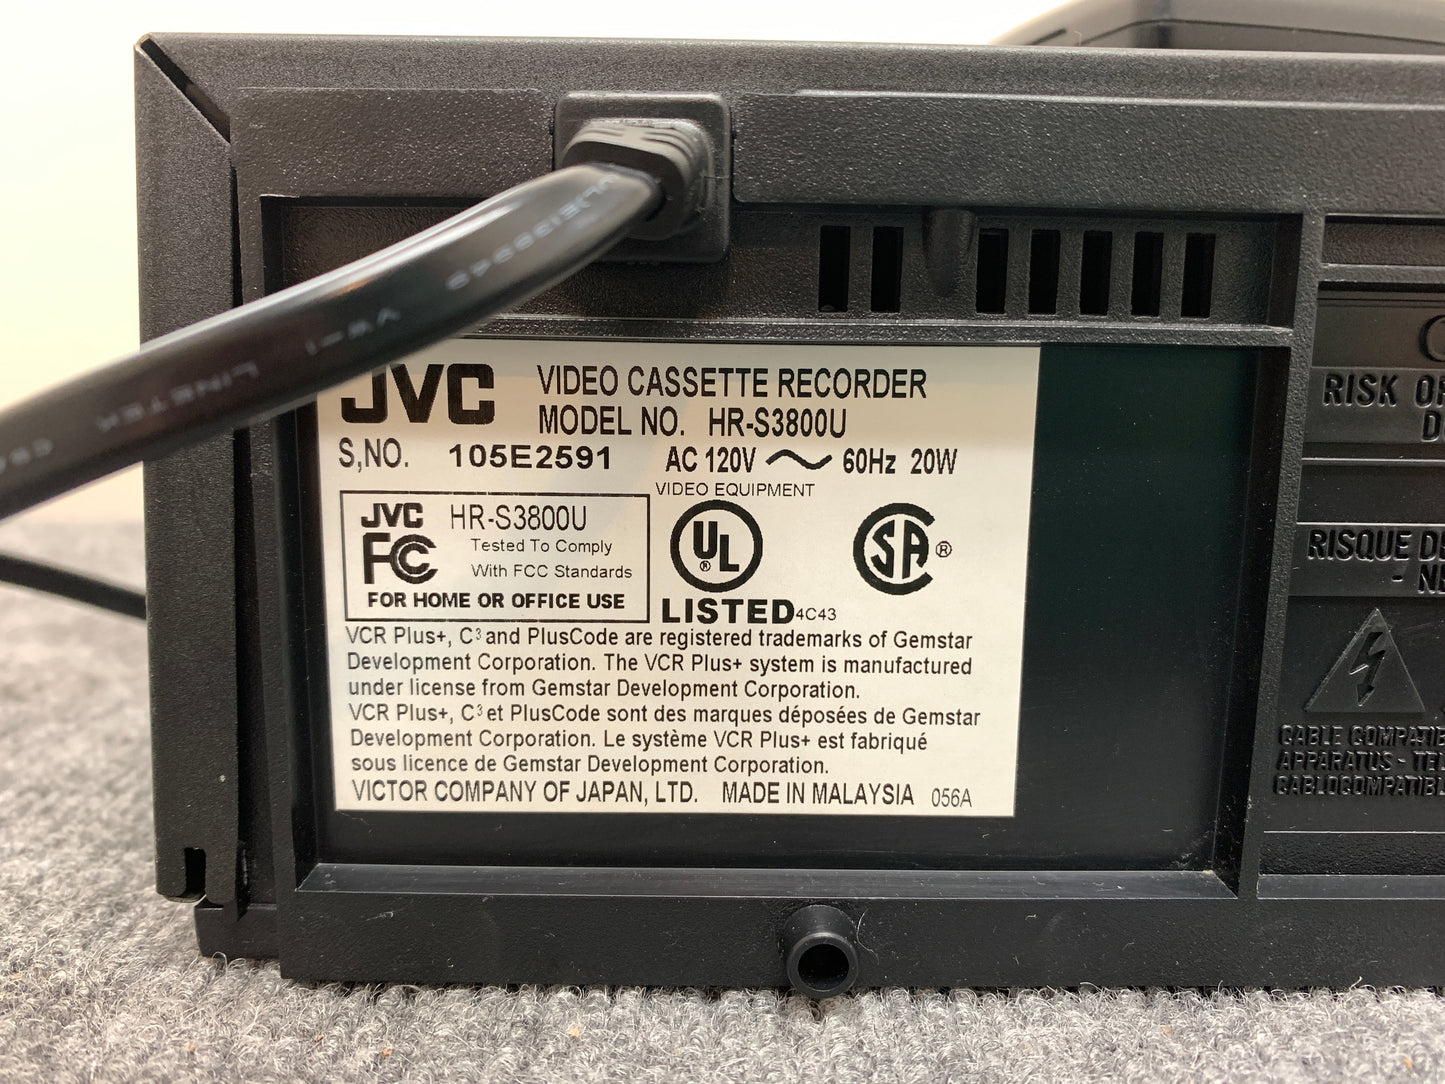 JVC VIDEO CASSETTE RECORDER
MODEL NO. HR-S3800U
S,NO. 105E2591 AC 120V 60Hz 20W
VIDEO EQUIPMENT
JVC HR-S3800U
FC Tested To Comply
With FCC Standards
FOR HOME OR OFFICE USE
UL ®
LISTED 4C43
SA ®
VCR Plus+, C³ and PlusCode are registered trademarks of Gemstar
Development Corporation. The VCR Plus+ system is manufactured
under license from Gemstar Development Corporation.
VCR Plus+, C³ et PlusCode sont des marques déposées de Gemstar
Development Corporation. Le système VCR Plus+ est fabriqué
sous licence de Gemstar Development Corporation.
VICTOR COMPANY OF JAPAN, LTD. MADE IN MALAYSIA 056A
LINETEK VW-1
RISK
RISQUE
CABLE
APPARATUS -